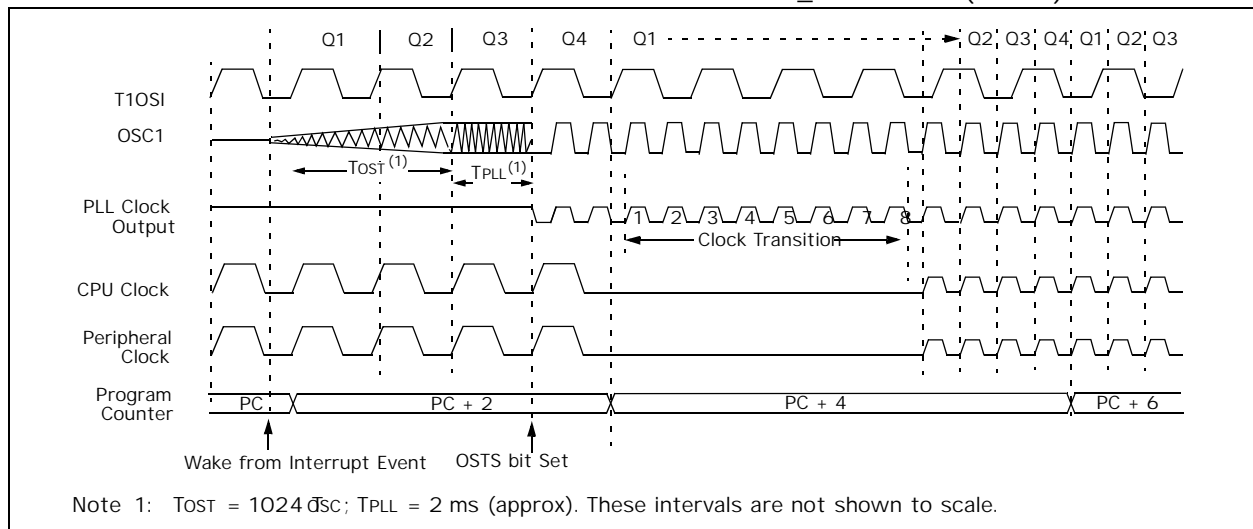 Q1 Q2 Q3 Q4 Q1 Q2 Q3 Q4 Q1 Q2 Q3
T1OSI
OSC1
TOST(1) TPLL(1)
PLL Clock
Output
1 2 3 4 5 6 7 8
Clock Transition
CPU Clock
Peripheral
Clock
Program
Counter
PC PC + 2 PC + 4 PC + 6
Wake from Interrupt Event OSTS bit Set
Note 1: TOST = 1024 TOSC; TPLL = 2 ms (approx). These intervals are not shown to scale.